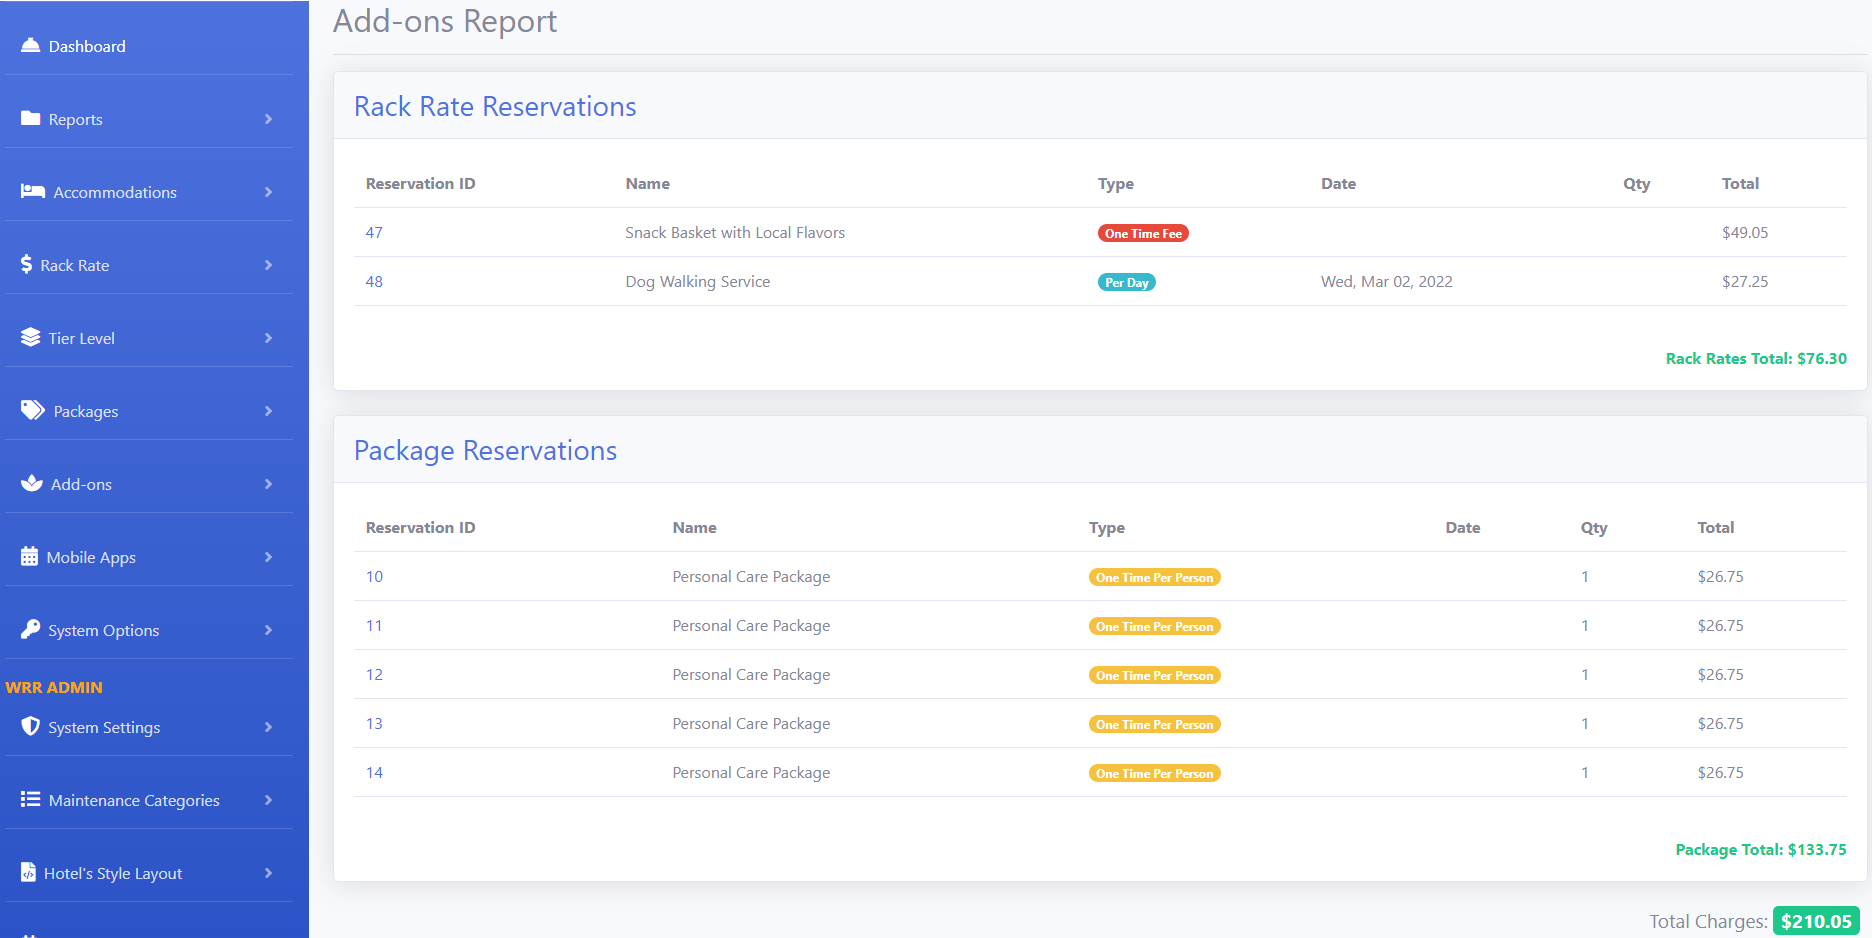 Dashboard
Reports
Accommodations
Rack Rate
Tier Level
Packages
Add-ons
Mobile Apps
System Options
WRR ADMIN
System Settings
Maintenance Categories
Hotel's Style Layout
Add-ons Report
Rack Rate Reservations
Reservation ID Name Type Date Qty Total
47 Snack Basket with Local Flavors One Time Fee $49.05
48 Dog Walking Service Per Day Wed, Mar 02, 2022 $27.25
Rack Rates Total: $76.30
Package Reservations
Reservation ID Name Type Date Qty Total
10 Personal Care Package One Time Per Person 1 $26.75
11 Personal Care Package One Time Per Person 1 $26.75
12 Personal Care Package One Time Per Person 1 $26.75
13 Personal Care Package One Time Per Person 1 $26.75
14 Personal Care Package One Time Per Person 1 $26.75
Package Total: $133.75
Total Charges: $210.05